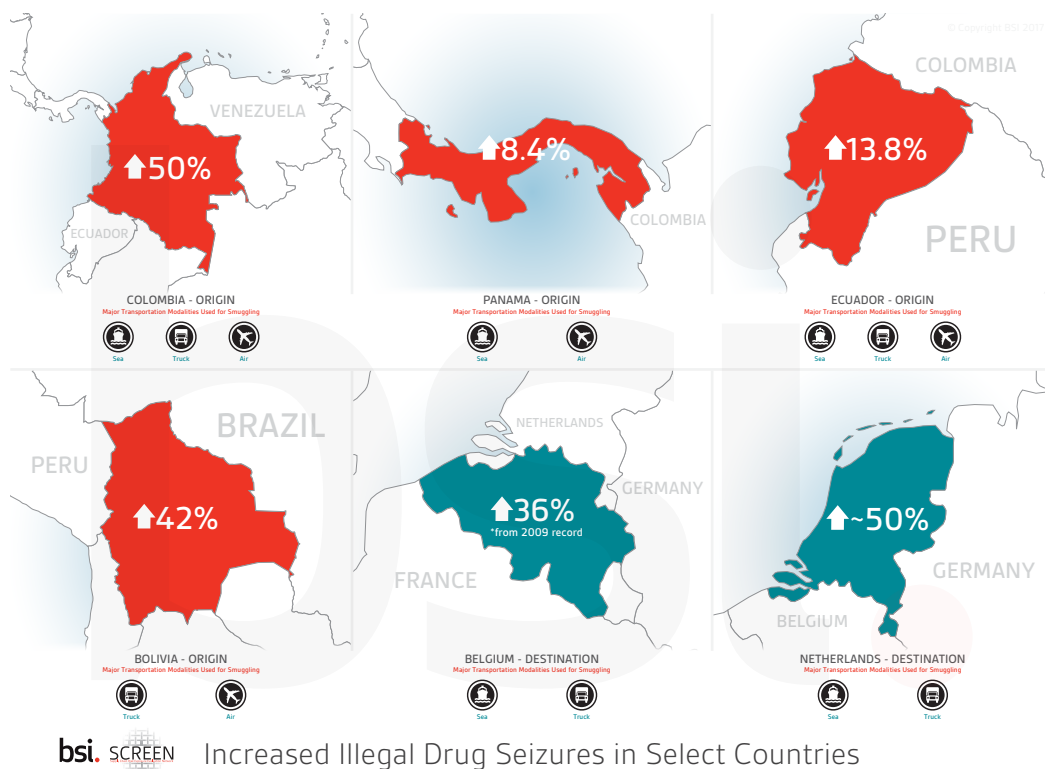 © Copyright BSI 2017
VENEZUELA
50%
ECUADOR
8.4%
COLOMBIA
COLOMBIA
13.8%
PERU
COLOMBIA - ORIGIN
Major Transportation Modalities Used for Smuggling
Sea Truck Air
PANAMA - ORIGIN
Major Transportation Modalities Used for Smuggling
Sea Air
ECUADOR - ORIGIN
Major Transportation Modalities Used for Smuggling
Sea Truck Air
BRAZIL
PERU
42%
NETHERLANDS
GERMANY
36%
*from 2009 record
FRANCE
~50%
GERMANY
BELGIUM
BOLIVIA - ORIGIN
Major Transportation Modalities Used for Smuggling
Truck Air
BELGIUM - DESTINATION
Major Transportation Modalities Used for Smuggling
Sea Truck
NETHERLANDS - DESTINATION
Major Transportation Modalities Used for Smuggling
Sea Truck
bsi. SCREEN Increased Illegal Drug Seizures in Select Countries
bsi.